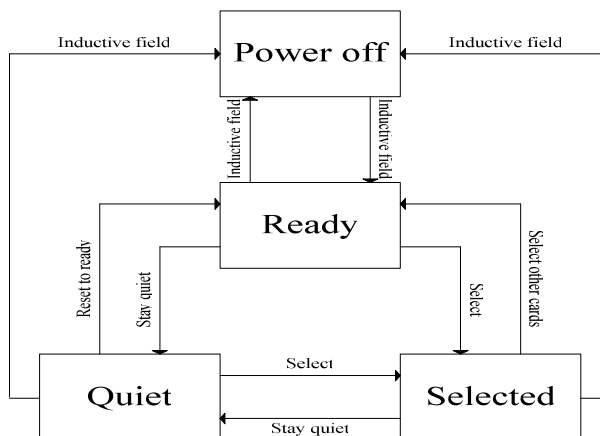 Inductive field
Inductive field
Power off
Inductive field
Inductive field
Ready
Reset to ready
Stay quiet
Select
Select other cards
Quiet
Select
Selected
Stay quiet